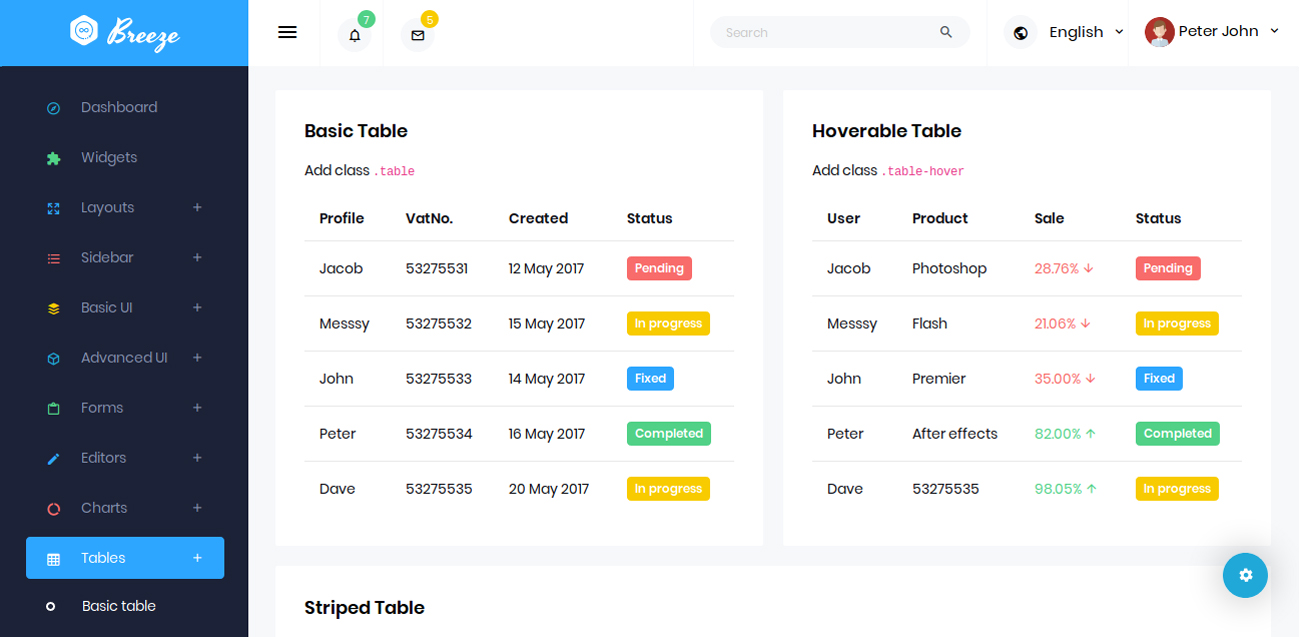 Breeze
7
5
Search
English
Peter John
Dashboard
Widgets
Layouts +
Sidebar +
Basic UI +
Advanced UI +
Forms +
Editors +
Charts +
Tables +
Basic table
Basic Table
Add class .table
Profile VatNo. Created Status
Jacob 53275531 12 May 2017 Pending
Messsy 53275532 15 May 2017 In progress
John 53275533 14 May 2017 Fixed
Peter 53275534 16 May 2017 Completed
Dave 53275535 20 May 2017 In progress
Hoverable Table
Add class .table-hover
User Product Sale Status
Jacob Photoshop 28.76% ↓ Pending
Messsy Flash 21.06% ↓ In progress
John Premier 35.00% ↓ Fixed
Peter After effects 82.00% ↑ Completed
Dave 53275535 98.05% ↑ In progress
Striped Table